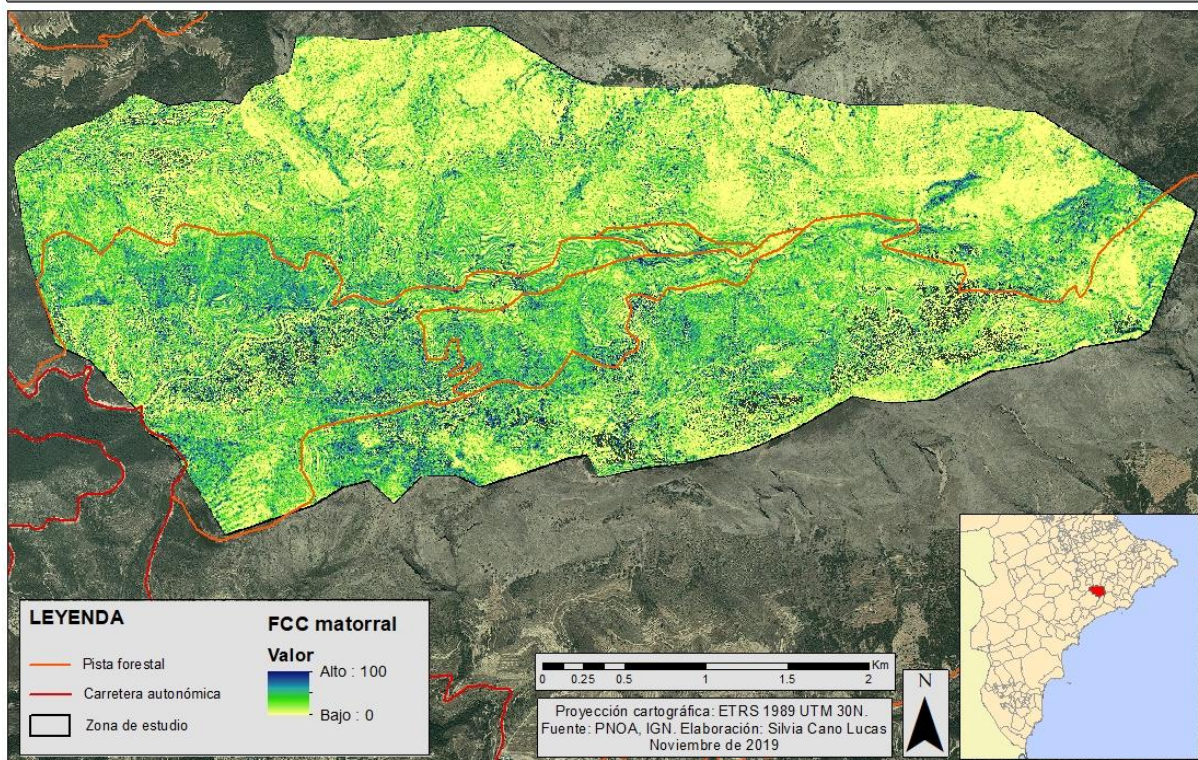 LEYENDA
Pista forestal
Carretera autonómica
Zona de estudio
FCC matorral
Valor
Alto : 100
Bajo : 0
Km
0 0.25 0.5 1 1.5 2
Proyección cartográfica: ETRS 1989 UTM 30N.
Fuente: PNOA, IGN. Elaboración: Silvia Cano Lucas
Noviembre de 2019
N